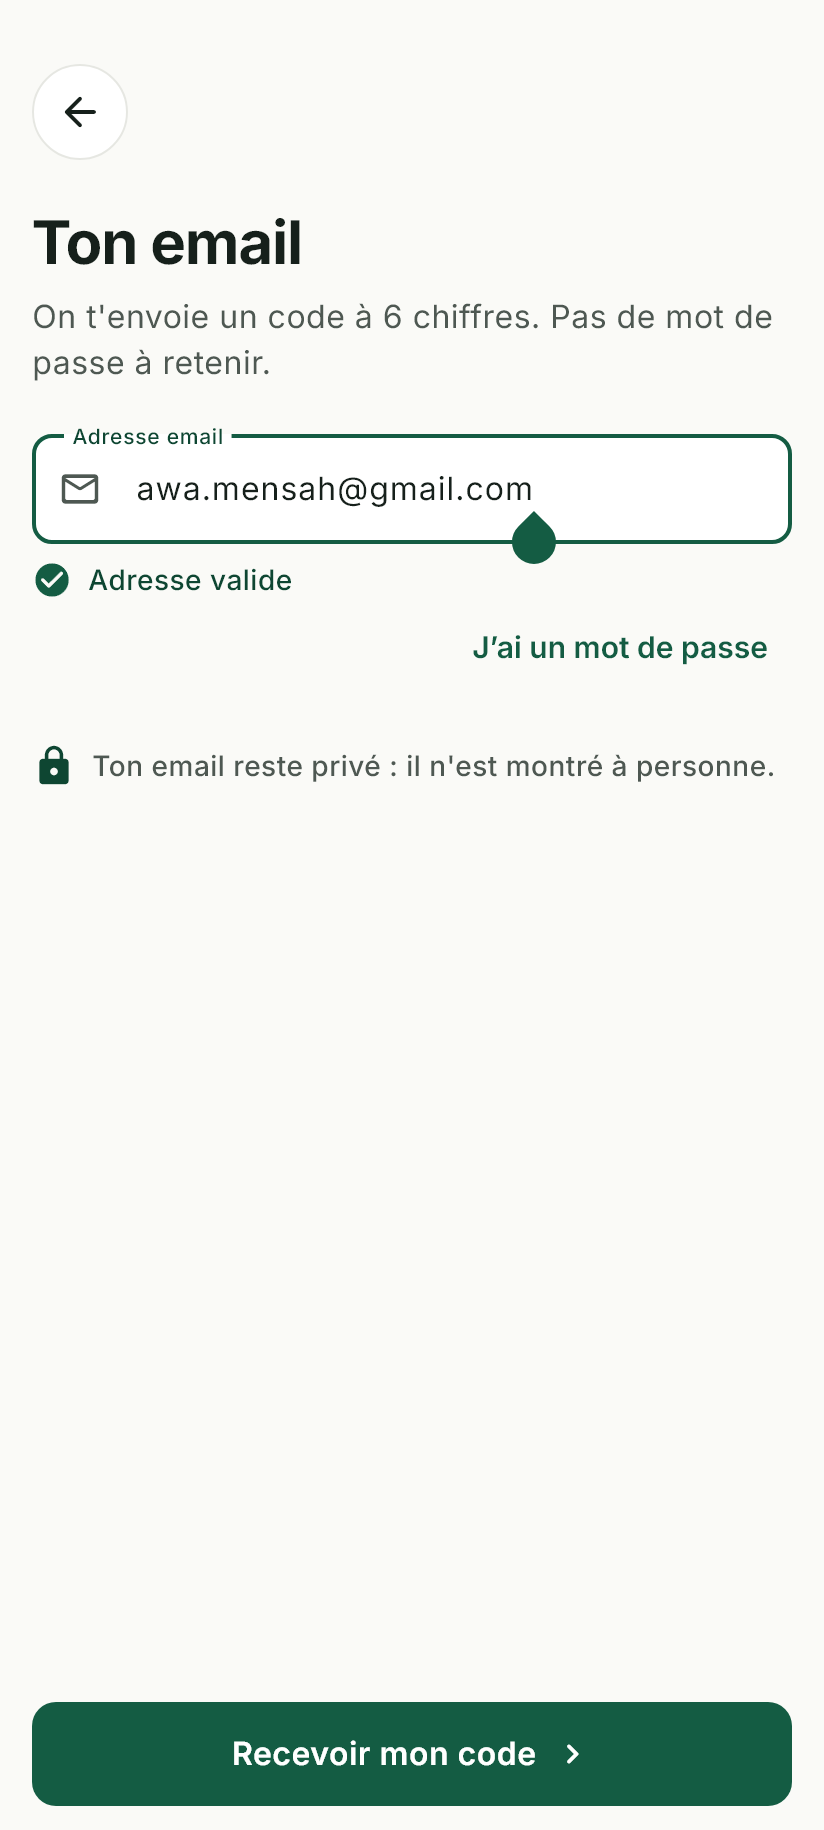 Ton email
On t'envoie un code à 6 chiffres. Pas de mot de
passe à retenir.
Adresse email
awa.mensah@gmail.com
Adresse valide
J’ai un mot de passe
Ton email reste privé : il n'est montré à personne.
Recevoir mon code